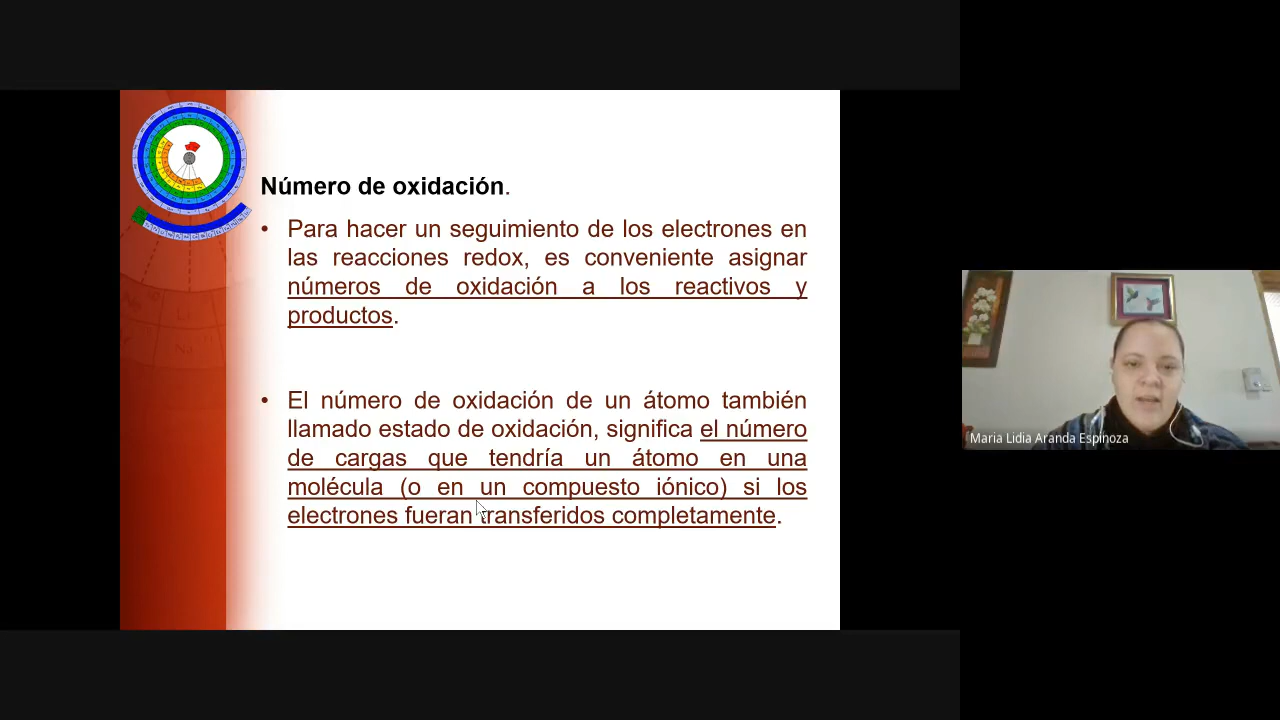 Número de oxidación.
• Para hacer un seguimiento de los electrones en
las reacciones redox, es conveniente asignar
números de oxidación a los reactivos y
productos.
• El número de oxidación de un átomo también
llamado estado de oxidación, significa el número
de cargas que tendría un átomo en una
molécula (o en un compuesto iónico) si los
electrones fueran transferidos completamente.
Maria Lidia Aranda Espinoza